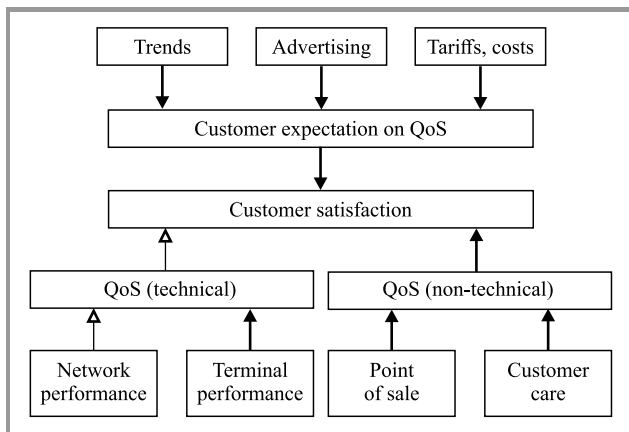 Trends
Advertising
Tariffs, costs
Customer expectation on QoS
Customer satisfaction
QoS (technical)
QoS (non-technical)
Network
performance
Terminal
performance
Point
of sale
Customer
care